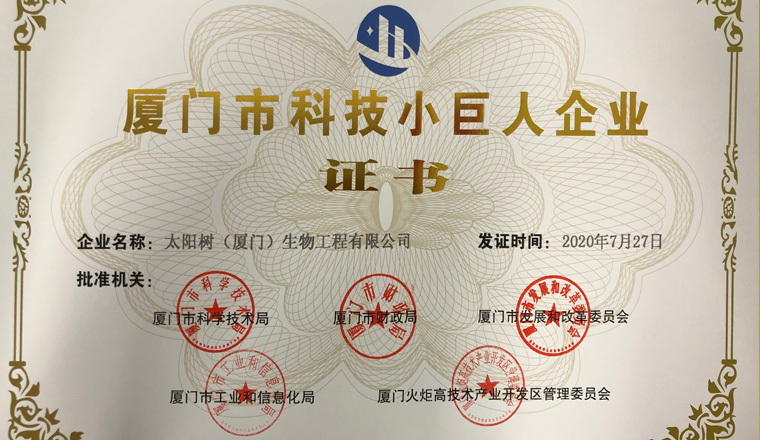 厦门市科技小巨人企业
证书
企业名称：太阳树（厦门）生物工程有限公司 发证时间：2020年7月27日
批准机关：
厦门市科学技术局 厦门市财政局 厦门市发展和改革委员会
厦门市工业和信息化局 厦门火炬高技术产业开发区管理委员会